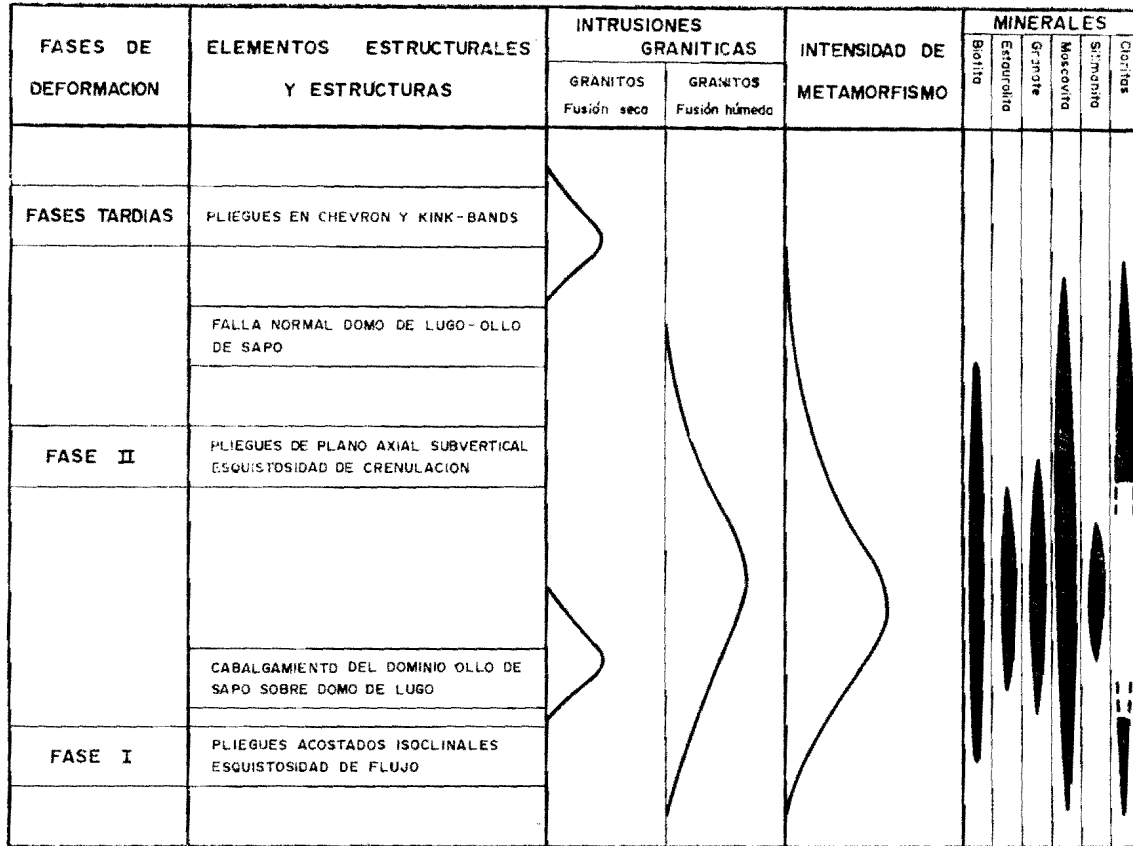 FASES DE
DEFORMACION
ELEMENTOS ESTRUCTURALES
Y ESTRUCTURAS
INTRUSIONES
GRANITICAS
GRANITOS
Fusión seca
GRANITOS
Fusión húmeda
INTENSIDAD DE
METAMORFISMO
MINERALES
Biotita
Estaurolita
Granate
Moscovita
Sillmanita
Cloritas
FASES TARDIAS
PLIEGUES EN CHEVRON Y KINK-BANDS
FALLA NORMAL DOMO DE LUGO-OLLO
DE SAPO
FASE II
PLIEGUES DE PLANO AXIAL SUBVERTICAL
ESQUISTOSIDAD DE CRENULACION
CABALGAMIENTO DEL DOMINIO OLLO DE
SAPO SOBRE DOMO DE LUGO
FASE I
PLIEGUES ACOSTADOS ISOCLINALES
ESQUISTOSIDAD DE FLUJO